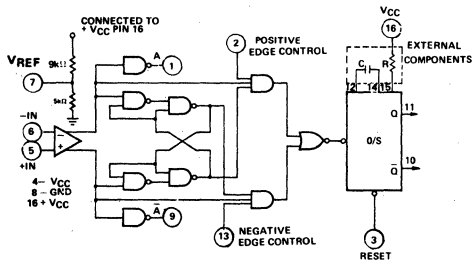 CONNECTED TO
+ VCC PIN 16
9kΩ
VREF
7
5kΩ
-IN
6
5
+IN
4- VCC
8 - GND
16 + VCC
A
1
Ā
9
2
POSITIVE
EDGE CONTROL
13
NEGATIVE
EDGE CONTROL
VCC
16
EXTERNAL
COMPONENTS
C
R
12
14
15
O/S
Q
11
Q̄
10
3
RESET